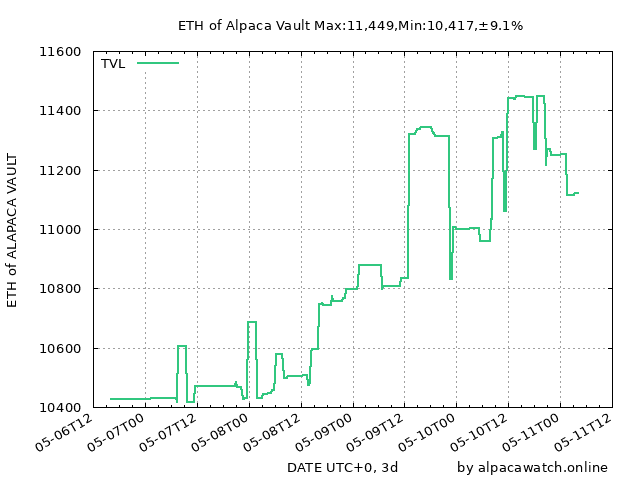 ETH of Alpaca Vault Max:11,449,Min:10,417,±9.1%
TVL
ETH of ALAPACA VAULT
11600
11400
11200
11000
10800
10600
10400
05-06T12
05-07T00
05-07T12
05-08T00
05-08T12
05-09T00
05-09T12
05-10T00
05-10T12
05-11T00
05-11T12
DATE UTC+0, 3d
by alpacawatch.online